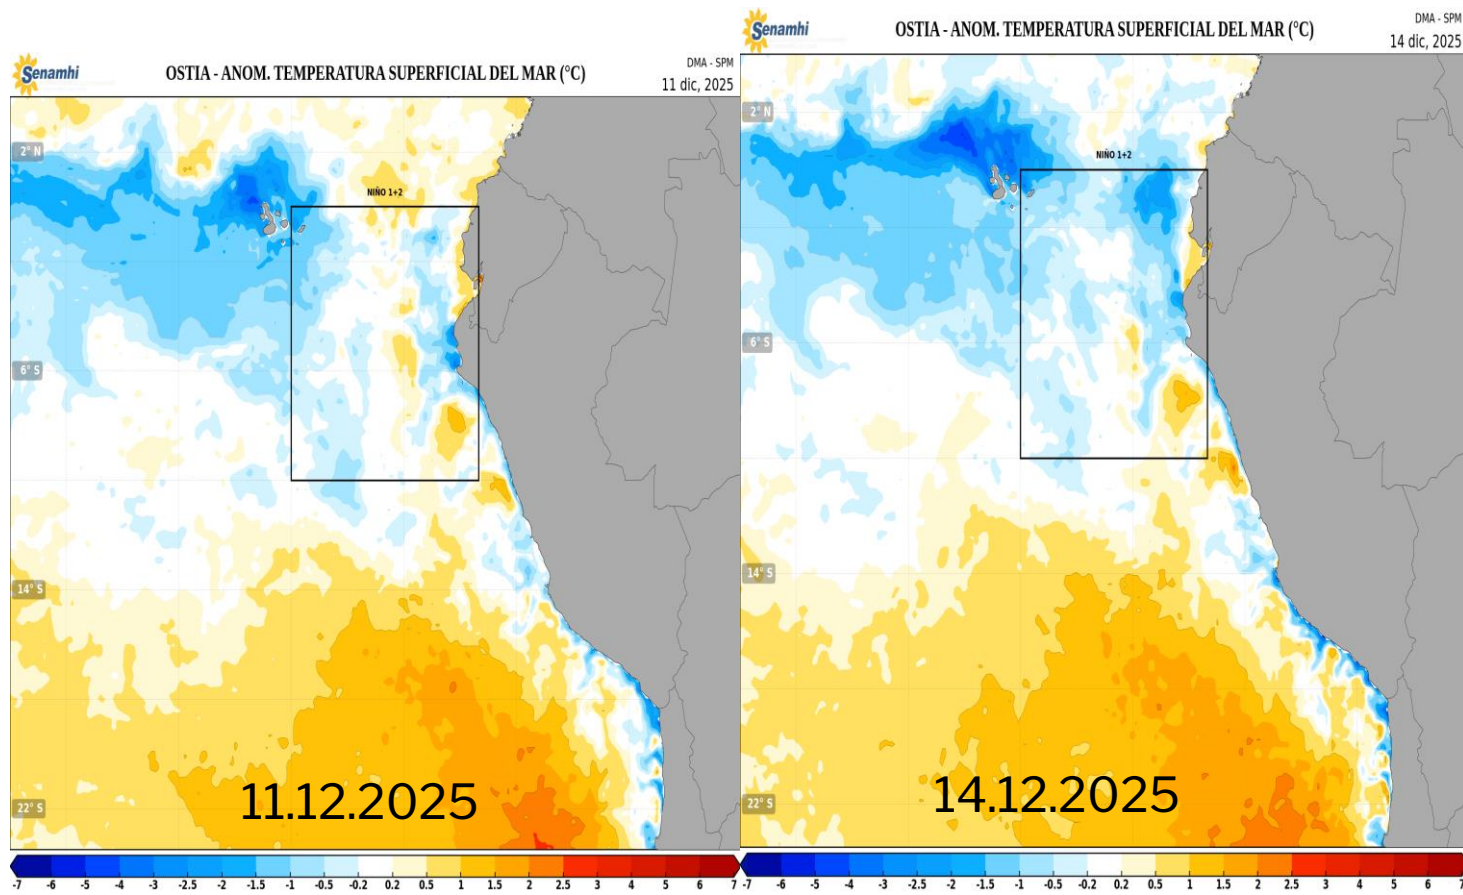 Senamhi
OSTIA - ANOM. TEMPERATURA SUPERFICIAL DEL MAR (°C)
DMA - SPM
11 dic, 2025
2° N
NIÑO 1+2
6° S
14° S
22° S
11.12.2025
-7 -6 -5 -4 -3 -2.5 -2 -1.5 -1 -0.5 -0.2 0.2 0.5 1 1.5 2 2.5 3 4 5 6 7
Senamhi
OSTIA - ANOM. TEMPERATURA SUPERFICIAL DEL MAR (°C)
DMA - SPM
14 dic, 2025
2° N
NIÑO 1+2
6° S
14° S
22° S
14.12.2025
-7 -6 -5 -4 -3 -2.5 -2 -1.5 -1 -0.5 -0.2 0.2 0.5 1 1.5 2 2.5 3 4 5 6 7